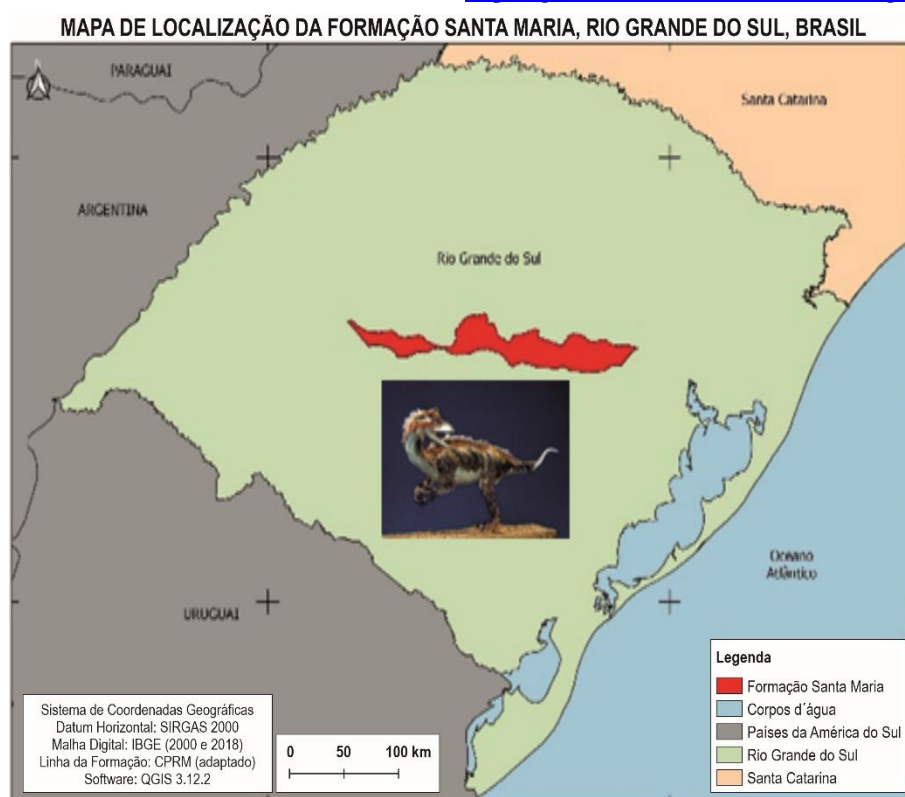 MAPA DE LOCALIZAÇÃO DA FORMAÇÃO SANTA MARIA, RIO GRANDE DO SUL, BRASIL
PARAGUAI
Santa Catarina
ARGENTINA
Rio Grande do Sul
Oceano
Atlântico
URUGUAI
Legenda
Formação Santa Maria
Corpos d´água
Países da América do Sul
Rio Grande do Sul
Santa Catarina
Sistema de Coordenadas Geográficas
Datum Horizontal: SIRGAS 2000
Malha Digital: IBGE (2000 e 2018)
Linha da Formação: CPRM (adaptado)
Software: QGIS 3.12.2
0 50 100 km